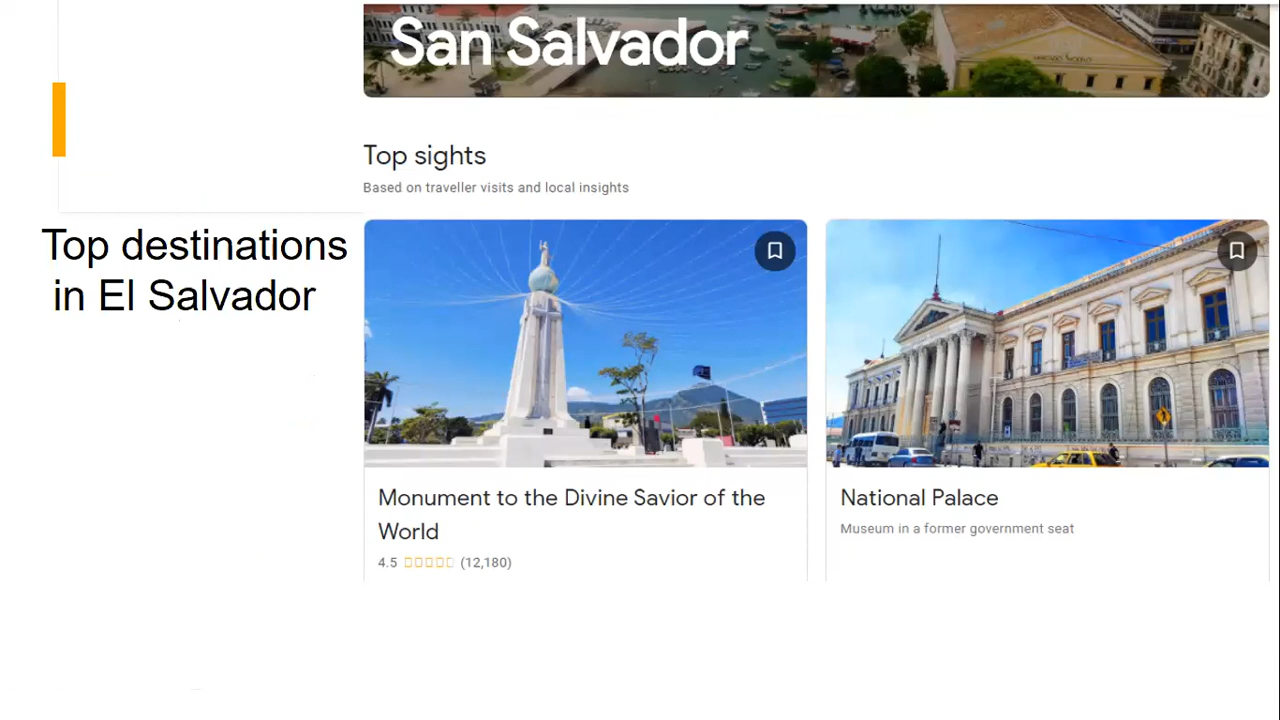 San Salvador
Top sights
Based on traveller visits and local insights
Top destinations
in El Salvador
Monument to the Divine Savior of the
World
4.5 (12,180)
National Palace
Museum in a former government seat